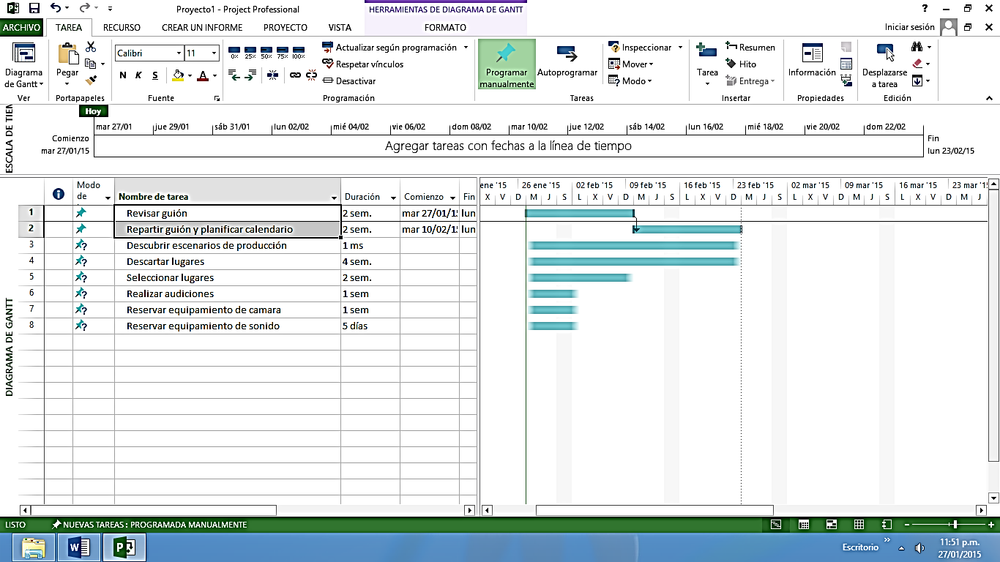 Proyecto1 - Project Professional
HERRAMIENTAS DE DIAGRAMA DE GANTT
ARCHIVO TAREA RECURSO CREAR UN INFORME PROYECTO VISTA FORMATO
Iniciar sesión
Diagrama de Gantt
Ver
Pegar
Portapapeles
Calibri 11
N K S A
Fuente
0% 25% 50% 75% 100%
Actualizar según programación
Respetar vínculos
Desactivar
Programación
Programar manualmente
Autoprogramar
Inspeccionar
Mover
Modo
Tareas
Tarea
Resumen
Hito
Entrega
Insertar
Información
Propiedades
Desplazarse a tarea
Edición
ESCALA DE TIEM
Hoy
mar 27/01 jue 29/01 sáb 31/01 lun 02/02 mié 04/02 vie 06/02 dom 08/02 mar 10/02 jue 12/02 sáb 14/02 lun 16/02 mié 18/02 vie 20/02 dom 22/02
Comienzo
mar 27/01/15
Agregar tareas con fechas a la línea de tiempo
Fin
lun 23/02/15
DIAGRAMA DE GANTT
Modo de Nombre de tarea Duración Comienzo Fin
1 Revisar guión 2 sem. mar 27/01/1 lun
2 Repartir guión y planificar calendario 2 sem. mar 10/02/1 lun
3 Descubrir escenarios de producción 1 ms
4 Descartar lugares 4 sem.
5 Seleccionar lugares 2 sem.
6 Realizar audiciones 1 sem
7 Reservar equipamiento de camara 1 sem
8 Reservar equipamiento de sonido 5 días
ene '15 26 ene '15 02 feb '15 09 feb '15 16 feb '15 23 feb '15 02 mar '15 09 mar '15 16 mar '15 23 mar '1
X V D M J S L X V D M J S L X V D M J S L X V D M J
LISTO NUEVAS TAREAS : PROGRAMADA MANUALMENTE
Escritorio
11:51 p.m.
27/01/2015